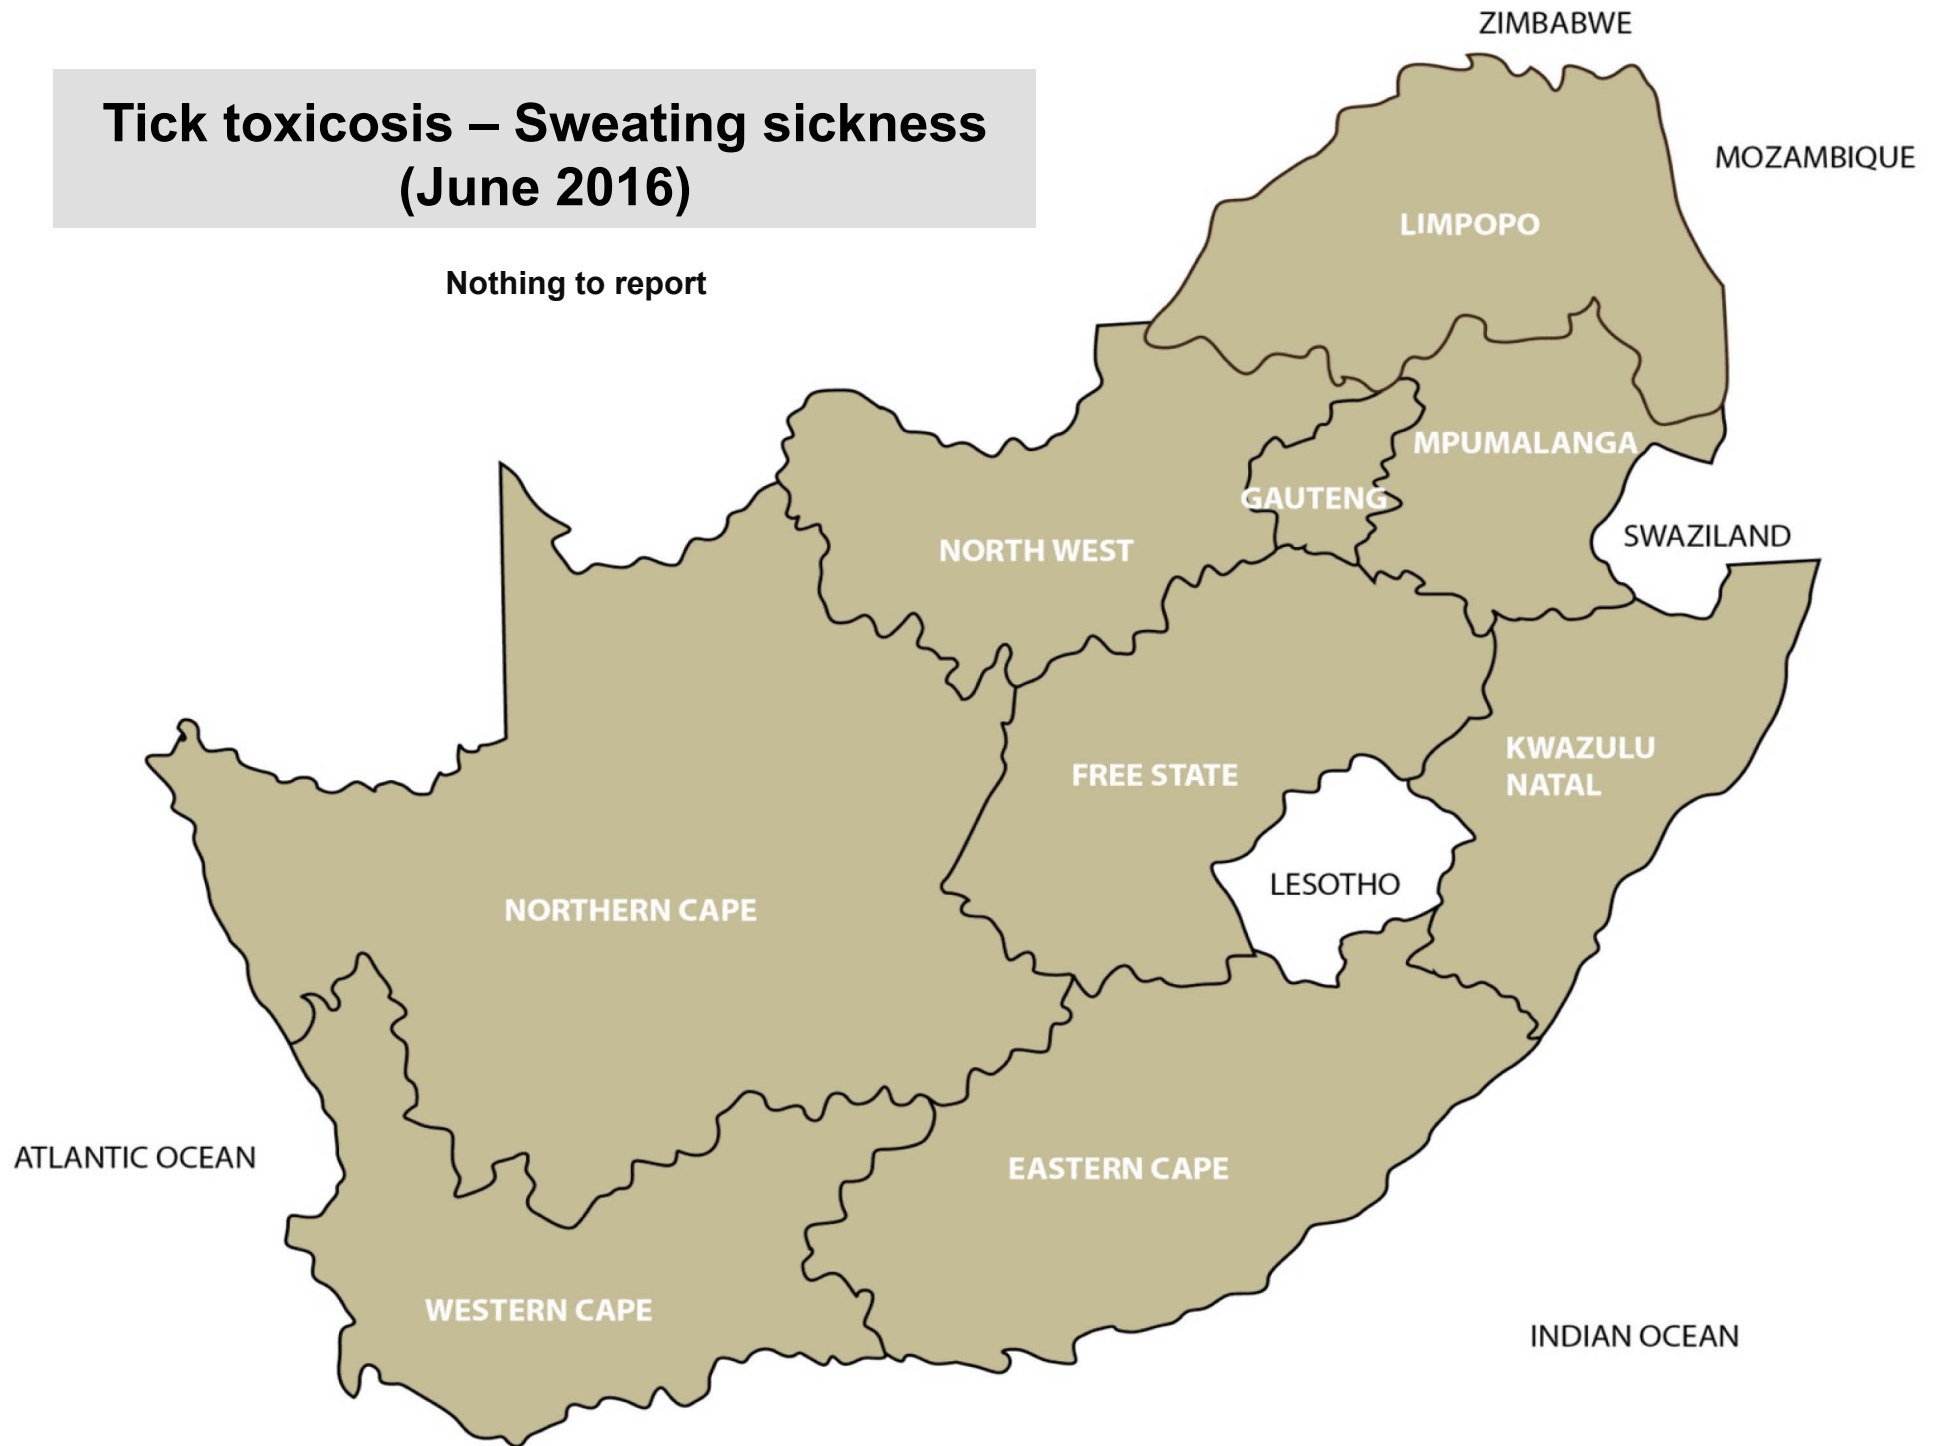 ZIMBABWE
Tick toxicosis – Sweating sickness
(June 2016)
MOZAMBIQUE
LIMPOPO
Nothing to report
MPUMALANGA
GAUTENG
SWAZILAND
NORTH WEST
KWAZULU
NATAL
FREE STATE
LESOTHO
NORTHERN CAPE
ATLANTIC OCEAN
EASTERN CAPE
WESTERN CAPE
INDIAN OCEAN